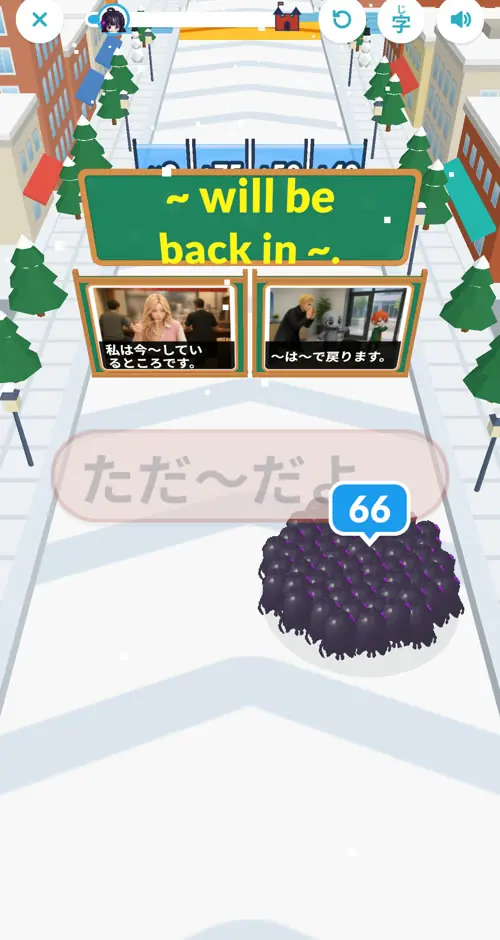 じ
字
~ will be
back in ~.
私は今〜してい
るところです。
〜は〜で戻ります。
ただ〜だよ
66